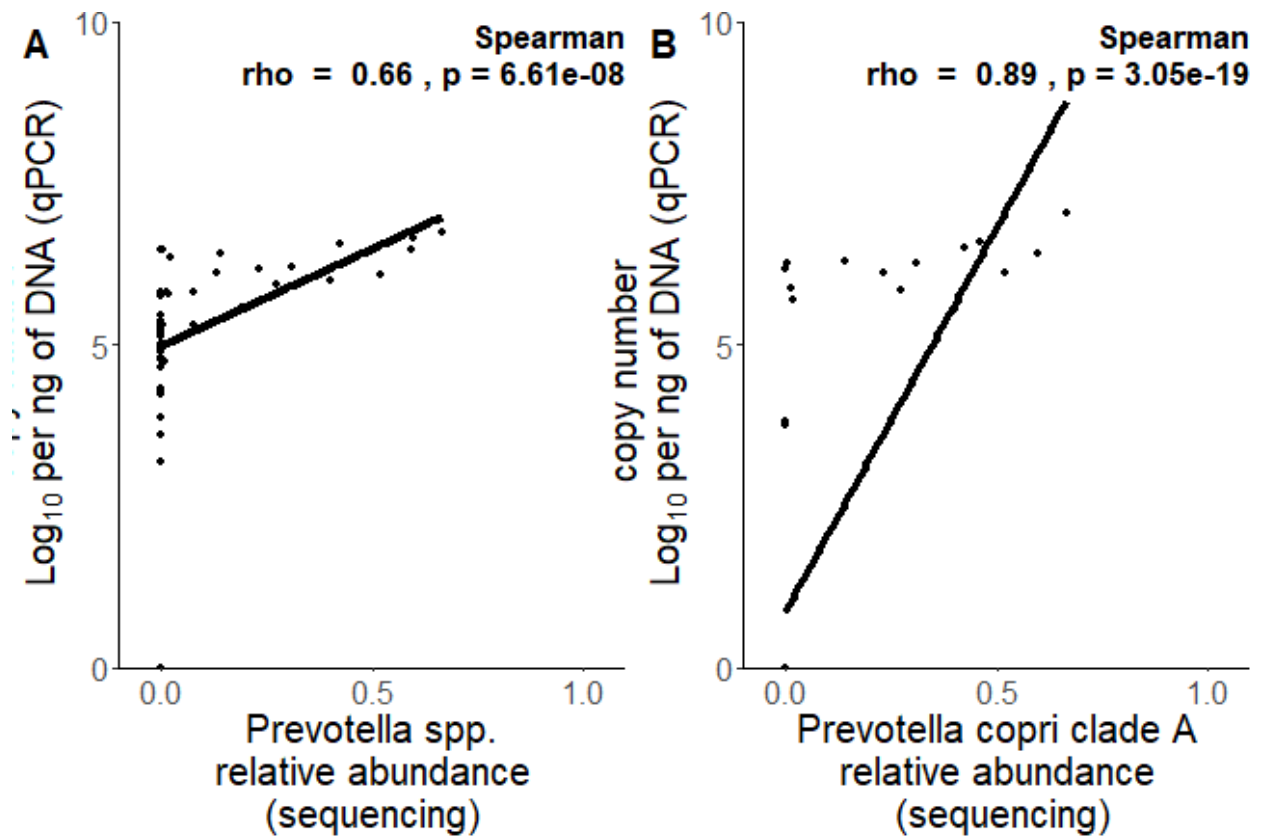 A
Spearman
rho = 0.66 , p = 6.61e-08
Log10 per ng of DNA (qPCR)
10
5
0
0.0 0.5 1.0
Prevotella spp.
relative abundance
(sequencing)
B
Spearman
rho = 0.89 , p = 3.05e-19
copy number
Log10 per ng of DNA (qPCR)
10
5
0
0.0 0.5 1.0
Prevotella copri clade A
relative abundance
(sequencing)